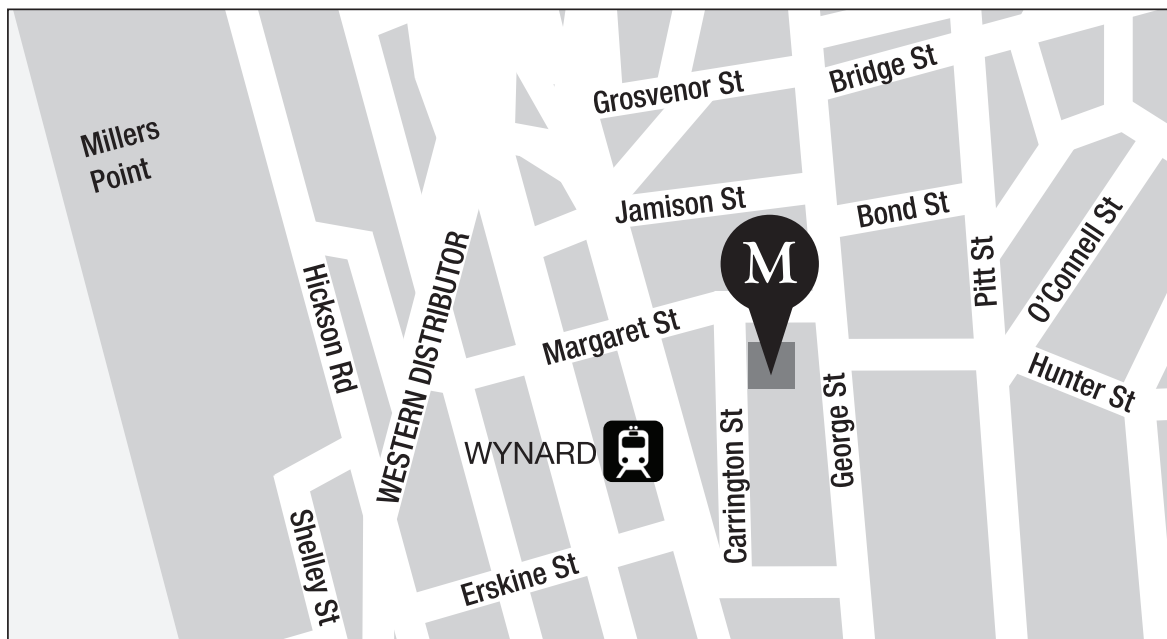 Grosvenor St
Bridge St
Millers
Point
Jamison St
Bond St
M
Pitt St
O'Connell St
Hickson Rd
WESTERN DISTRIBUTOR
Margaret St
Hunter St
George St
Carrington St
WYNARD
Shelley St
Erskine St